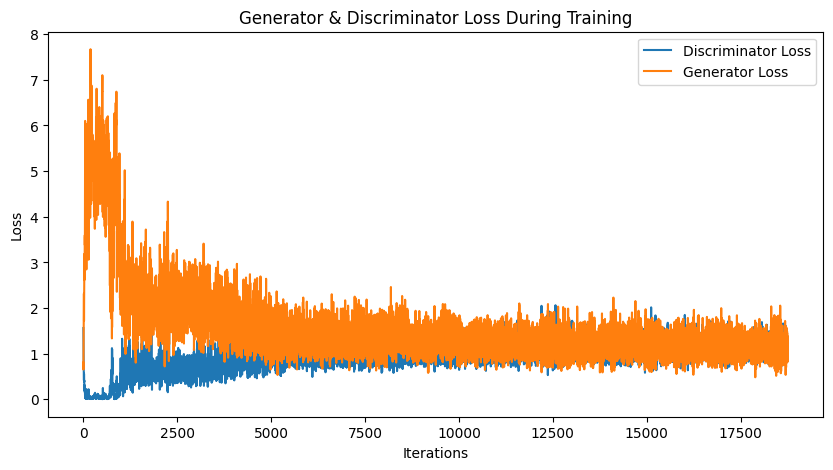 Generator & Discriminator Loss During Training
Discriminator Loss
Generator Loss
8
7
6
5
4
3
2
1
0
Loss
0 2500 5000 7500 10000 12500 15000 17500
Iterations